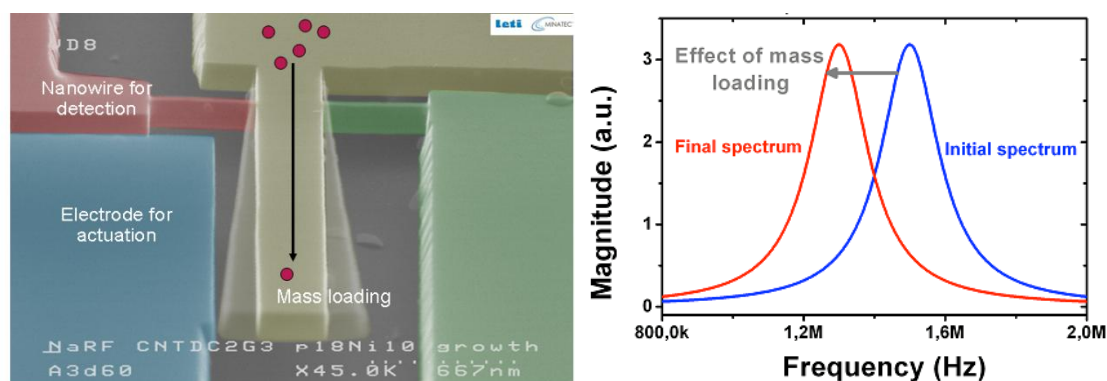 Leti
MINATEC
VD8
Nanowire for
detection
Electrode for
actuation
Mass loading
NaRF CNTDC2G3 p18Ni10 growth
A3d60 X45.0K 667nm
Magnitude (a.u.)
3
2
1
0
Effect of mass
loading
Final spectrum
Initial spectrum
800,0k 1,2M 1,6M 2,0M
Frequency (Hz)